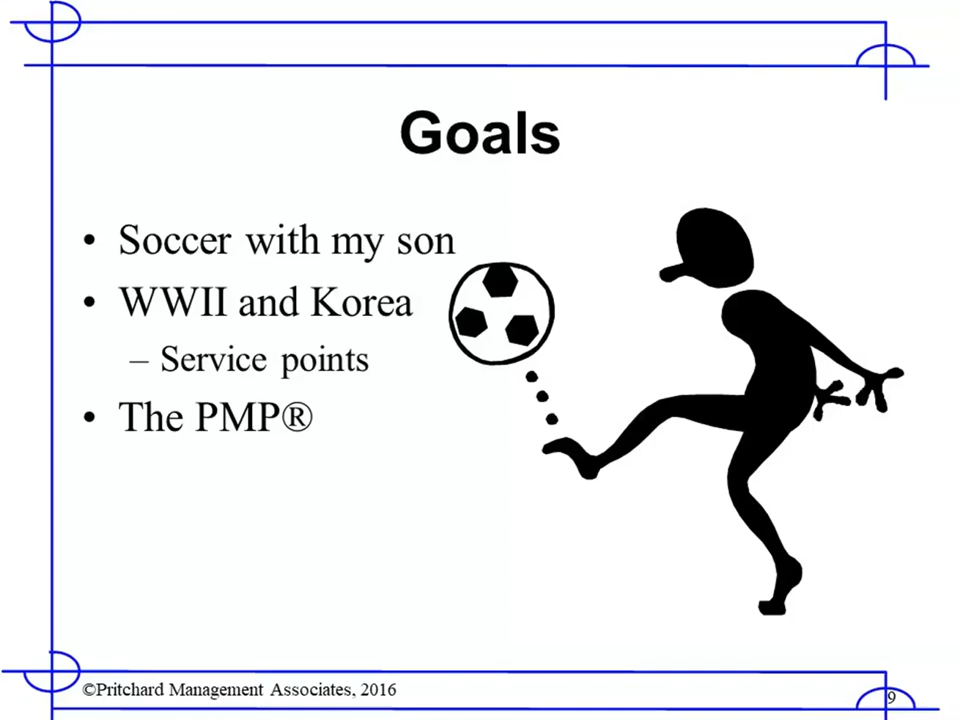 Goals
• Soccer with my son
• WWII and Korea
– Service points
• The PMP®
©Pritchard Management Associates, 2016
9